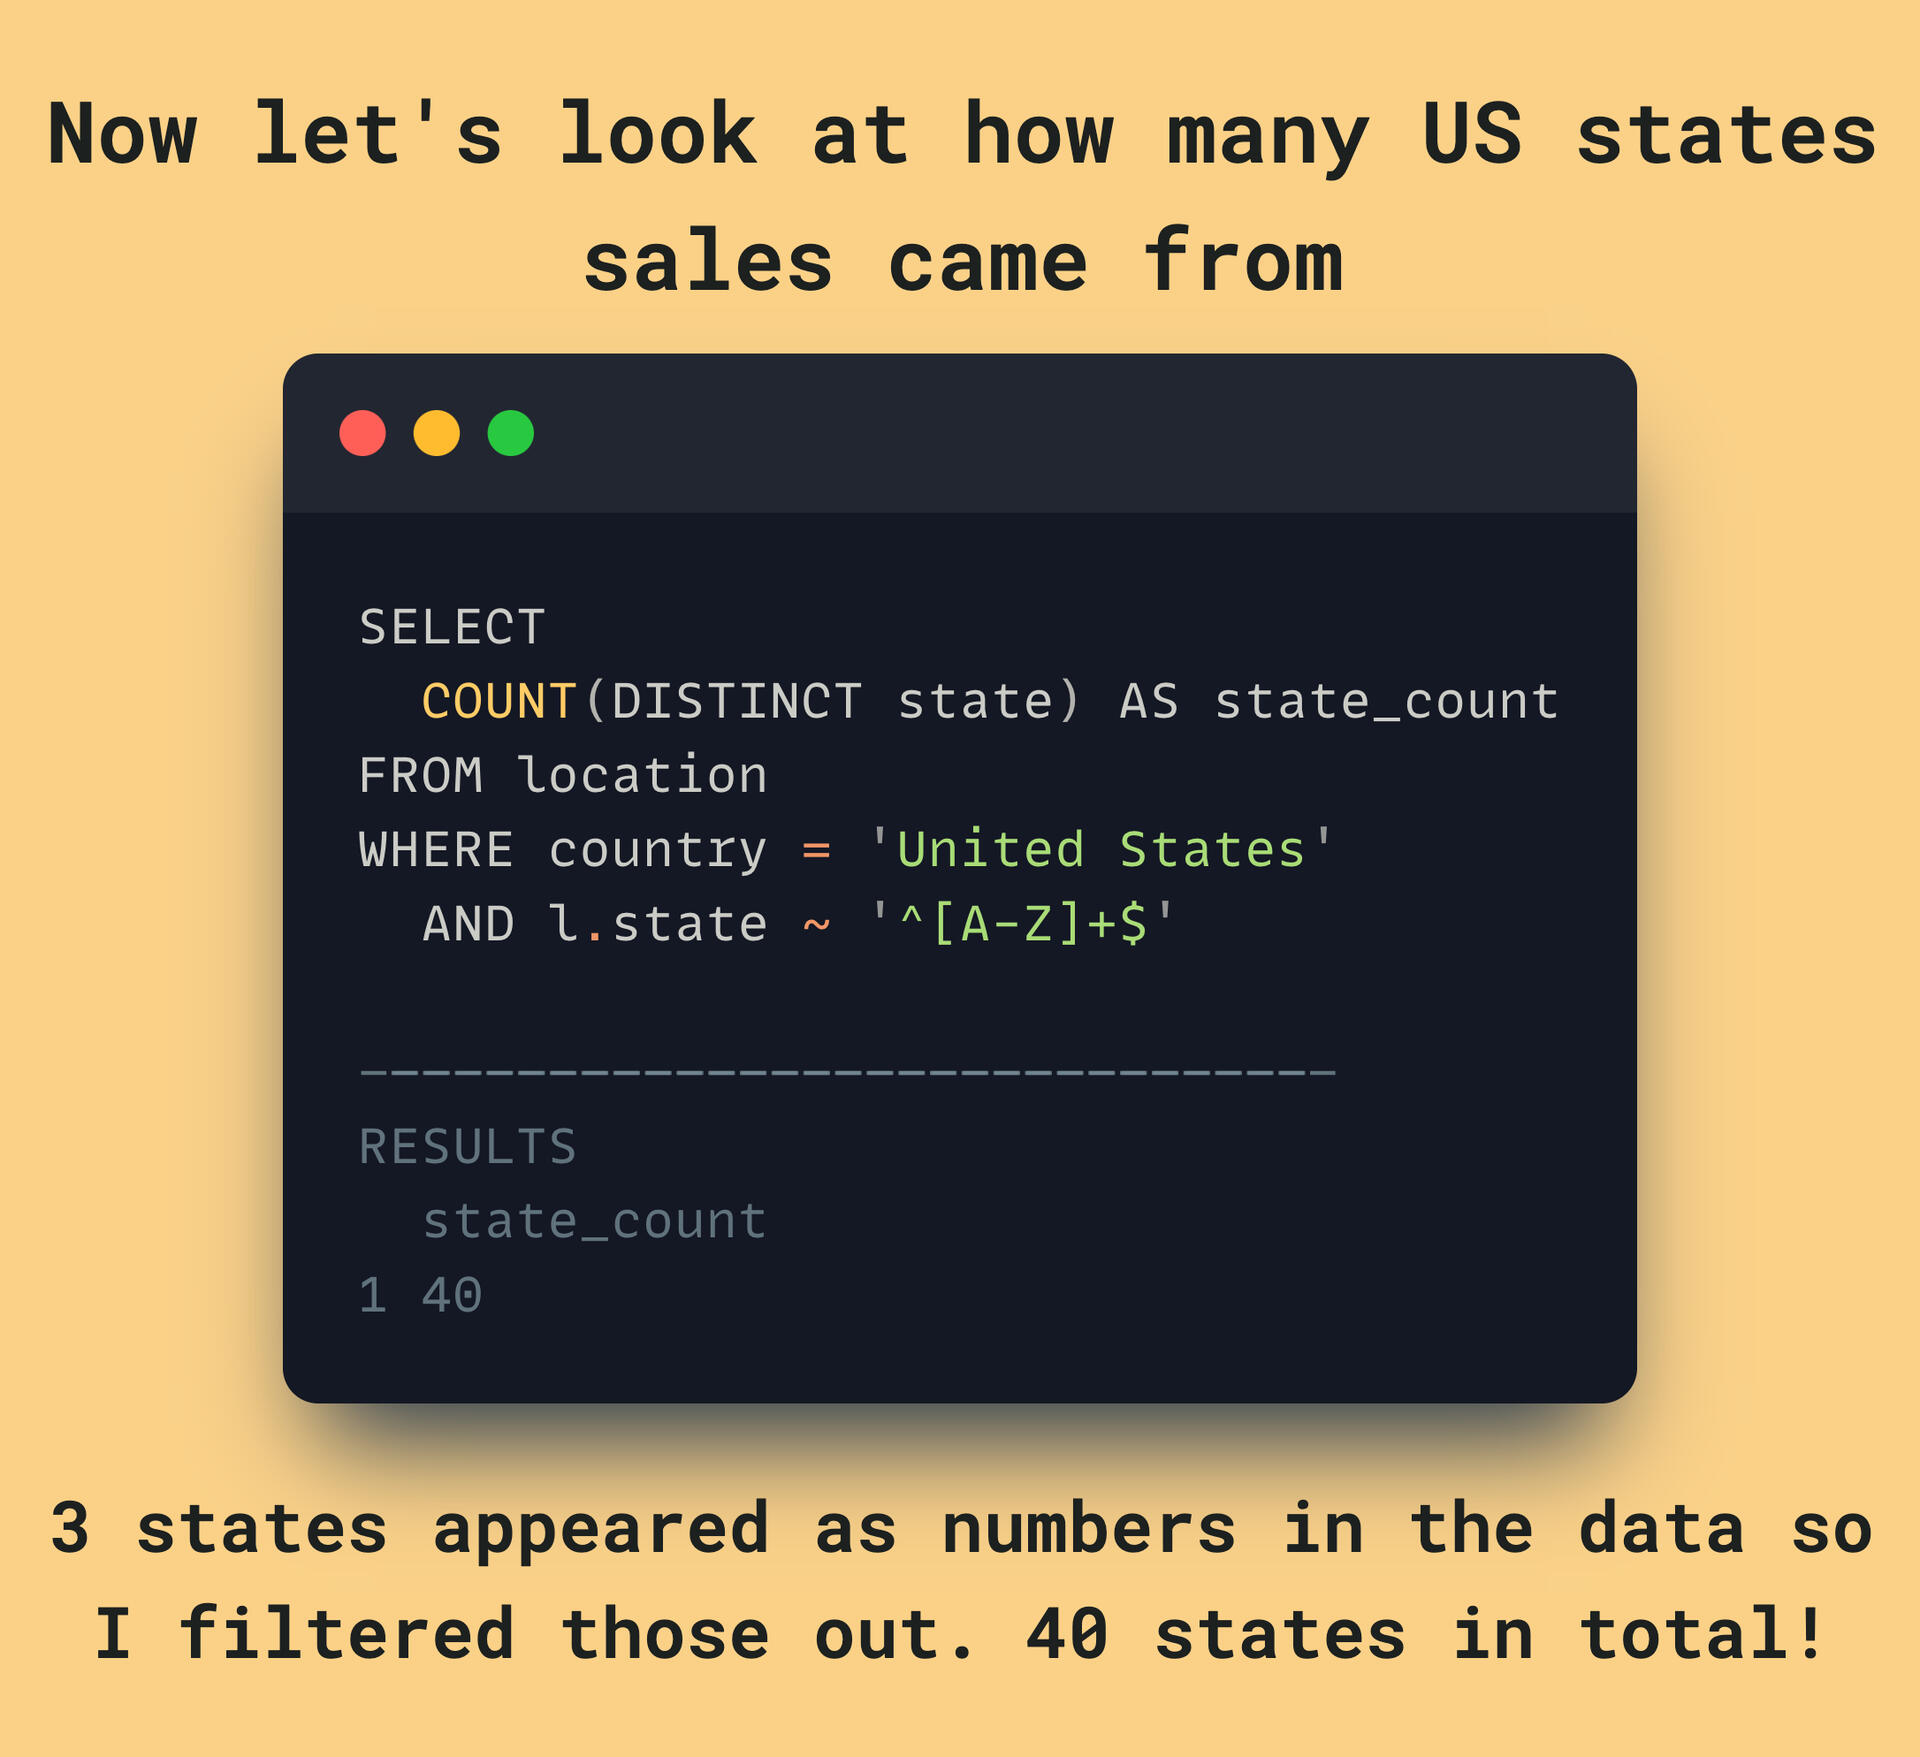 Now let's look at how many US states
sales came from
SELECT
  COUNT(DISTINCT state) AS state_count
FROM location
WHERE country = 'United States'
  AND l.state ~ '^[A-Z]+$'
-------------------------------
RESULTS
  state_count
1 40
3 states appeared as numbers in the data so
I filtered those out. 40 states in total!